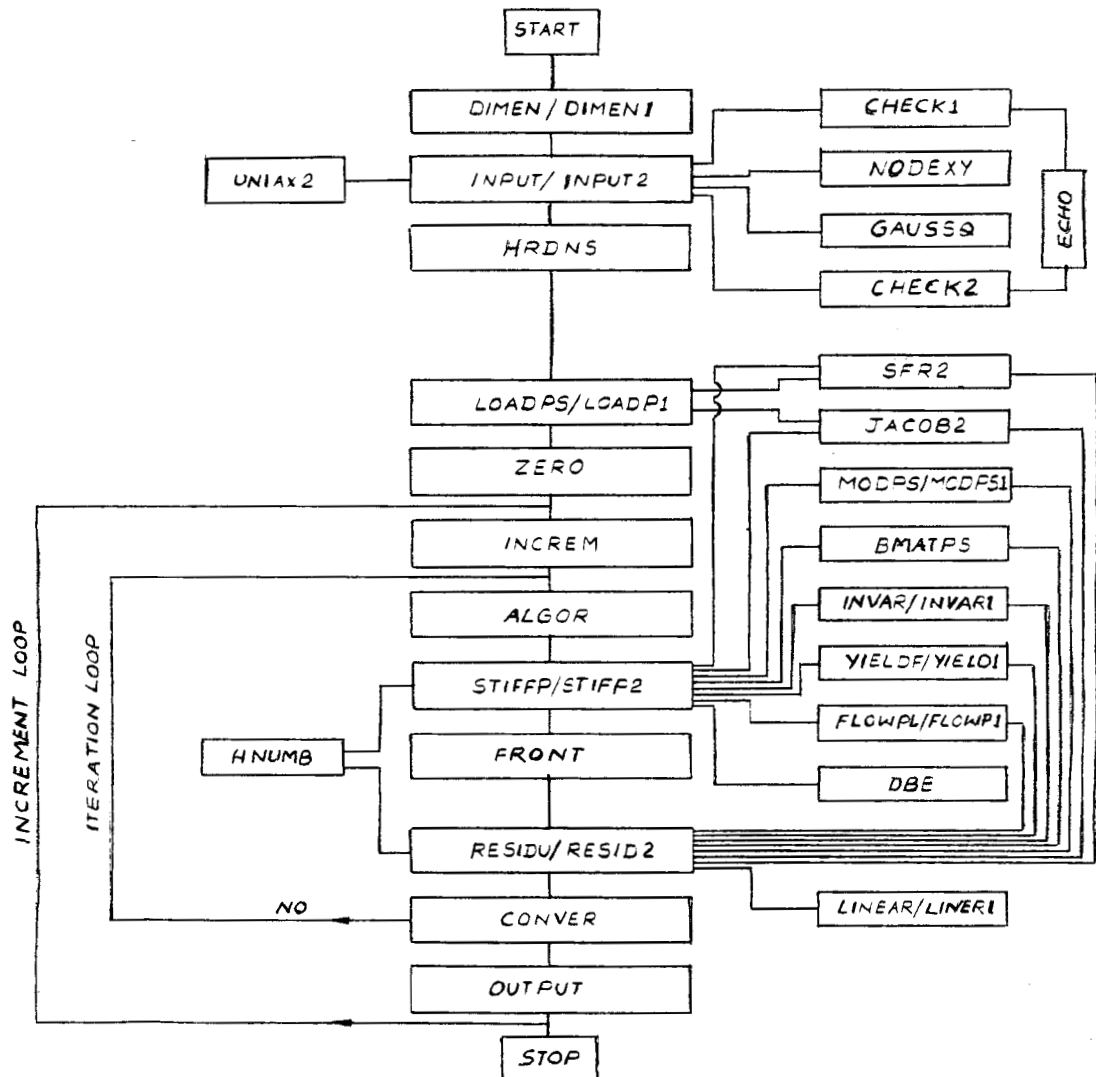 START
DIMEN / DIMEN1
CHECK1
UNIAX2
INPUT / INPUT2
NODEXY
HRDNS
GAUSSQ
ECHO
CHECK2
LOADPS/LOADP1
SFR2
JACOB2
ZERO
MODPS/MODPS1
INCREM
BMATPS
ALGOR
INVAR/INVAR1
STIFFP/STIFF2
YIELDF/YIELD1
FLOWPL/FLOWP1
HNUMB
FRONT
DBE
INCREMENT LOOP
ITERATION LOOP
RESIDU/RESID2
LINEAR/LINER1
NO
CONVER
OUTPUT
STOP